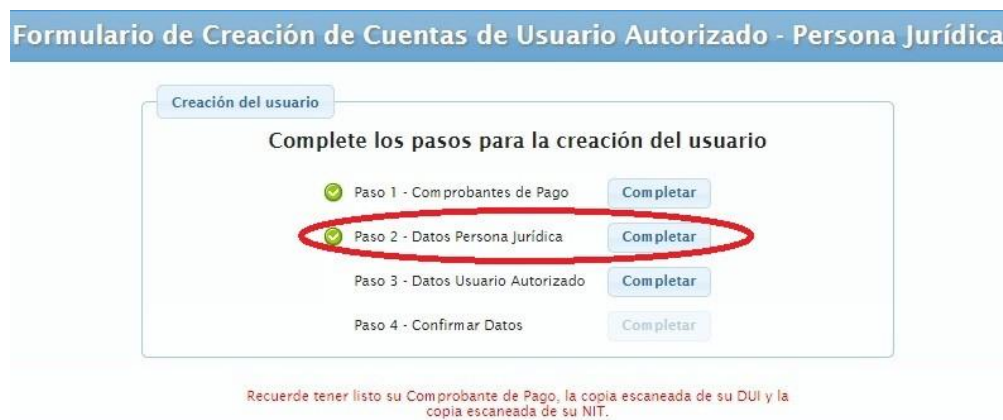 Formulario de Creación de Cuentas de Usuario Autorizado - Persona Jurídica
Creación del usuario
Complete los pasos para la creación del usuario
Paso 1 - Comprobantes de Pago Completar
Paso 2 - Datos Persona Jurídica Completar
Paso 3 - Datos Usuario Autorizado Completar
Paso 4 - Confirmar Datos Completar
Recuerde tener listo su Comprobante de Pago, la copia escaneada de su DUI y la
copia escaneada de su NIT.